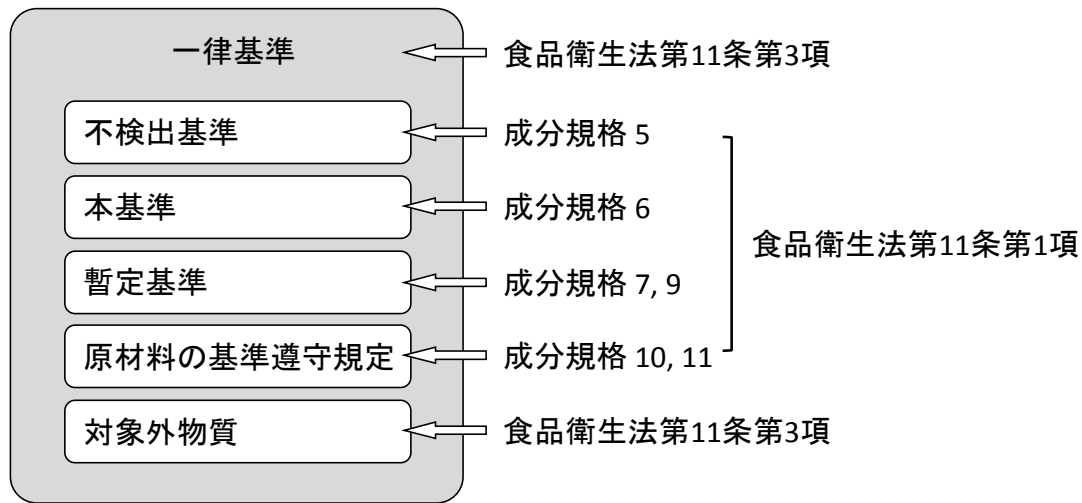 一律基準
食品衛生法第11条第3項
不検出基準
成分規格 5
本基準
成分規格 6
食品衛生法第11条第1項
暫定基準
成分規格 7, 9
原材料の基準遵守規定
成分規格 10, 11
対象外物質
食品衛生法第11条第3項